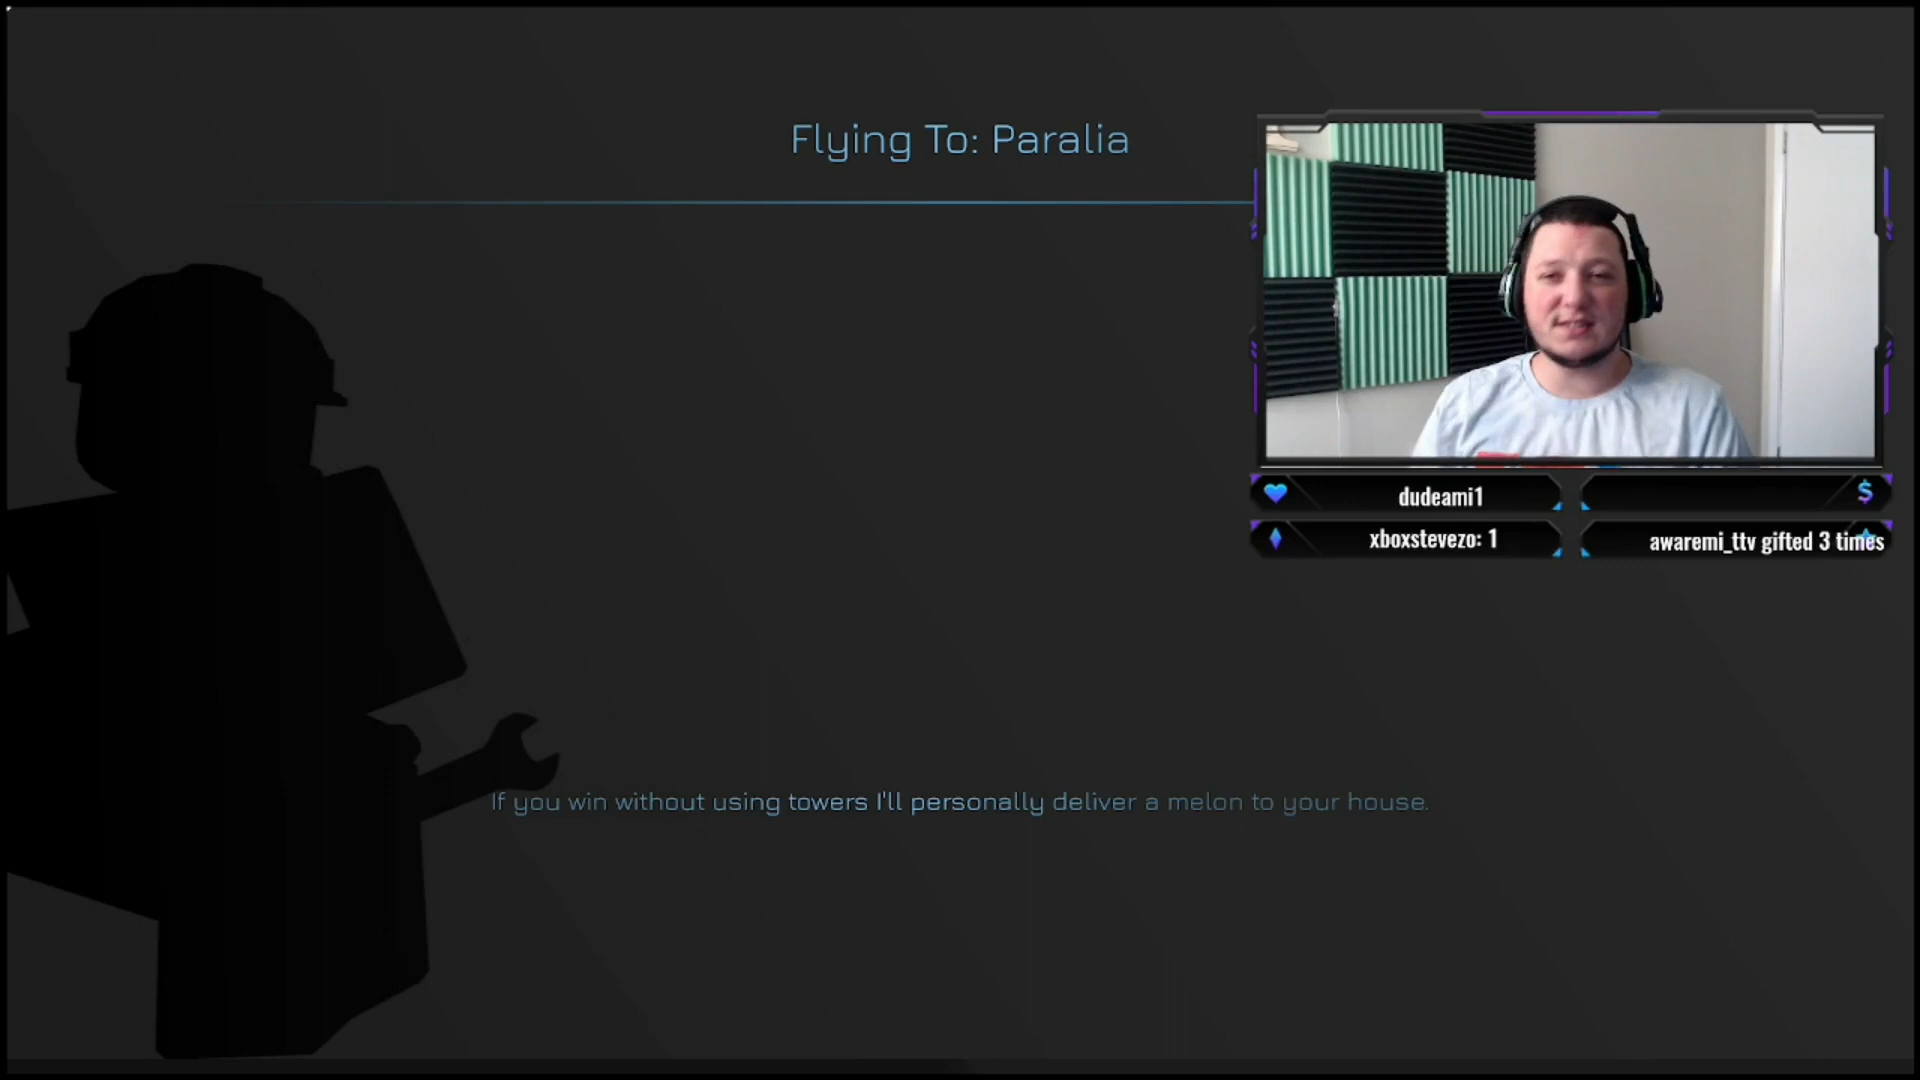 Flying To: Paralia
dudeami1
xboxstevezo: 1
awaremi_ttv gifted 3 times
If you win without using towers I'll personally deliver a melon to your house.